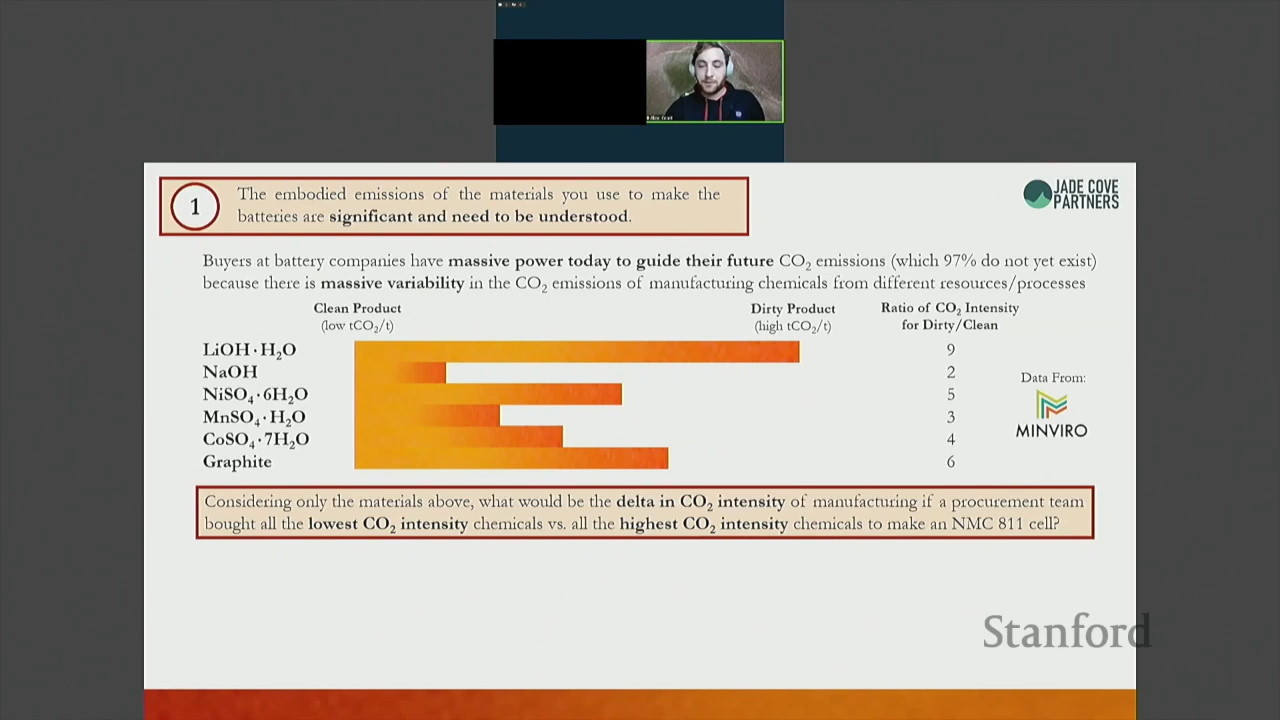 1
The embodied emissions of the materials you use to make the
batteries are significant and need to be understood.
JADE COVE
PARTNERS
Buyers at battery companies have massive power today to guide their future CO₂ emissions (which 97% do not yet exist)
because there is massive variability in the CO₂ emissions of manufacturing chemicals from different resources/processes
Clean Product
(low tCO₂/t)
Dirty Product
(high tCO₂/t)
Ratio of CO₂ Intensity
for Dirty/Clean
LiOH·H₂O 9
NaOH 2
NiSO₄·6H₂O 5
MnSO₄·H₂O 3
CoSO₄·7H₂O 4
Graphite 6
Data From:
MINVIRO
Considering only the materials above, what would be the delta in CO₂ intensity of manufacturing if a procurement team
bought all the lowest CO₂ intensity chemicals vs. all the highest CO₂ intensity chemicals to make an NMC 811 cell?
Stanford